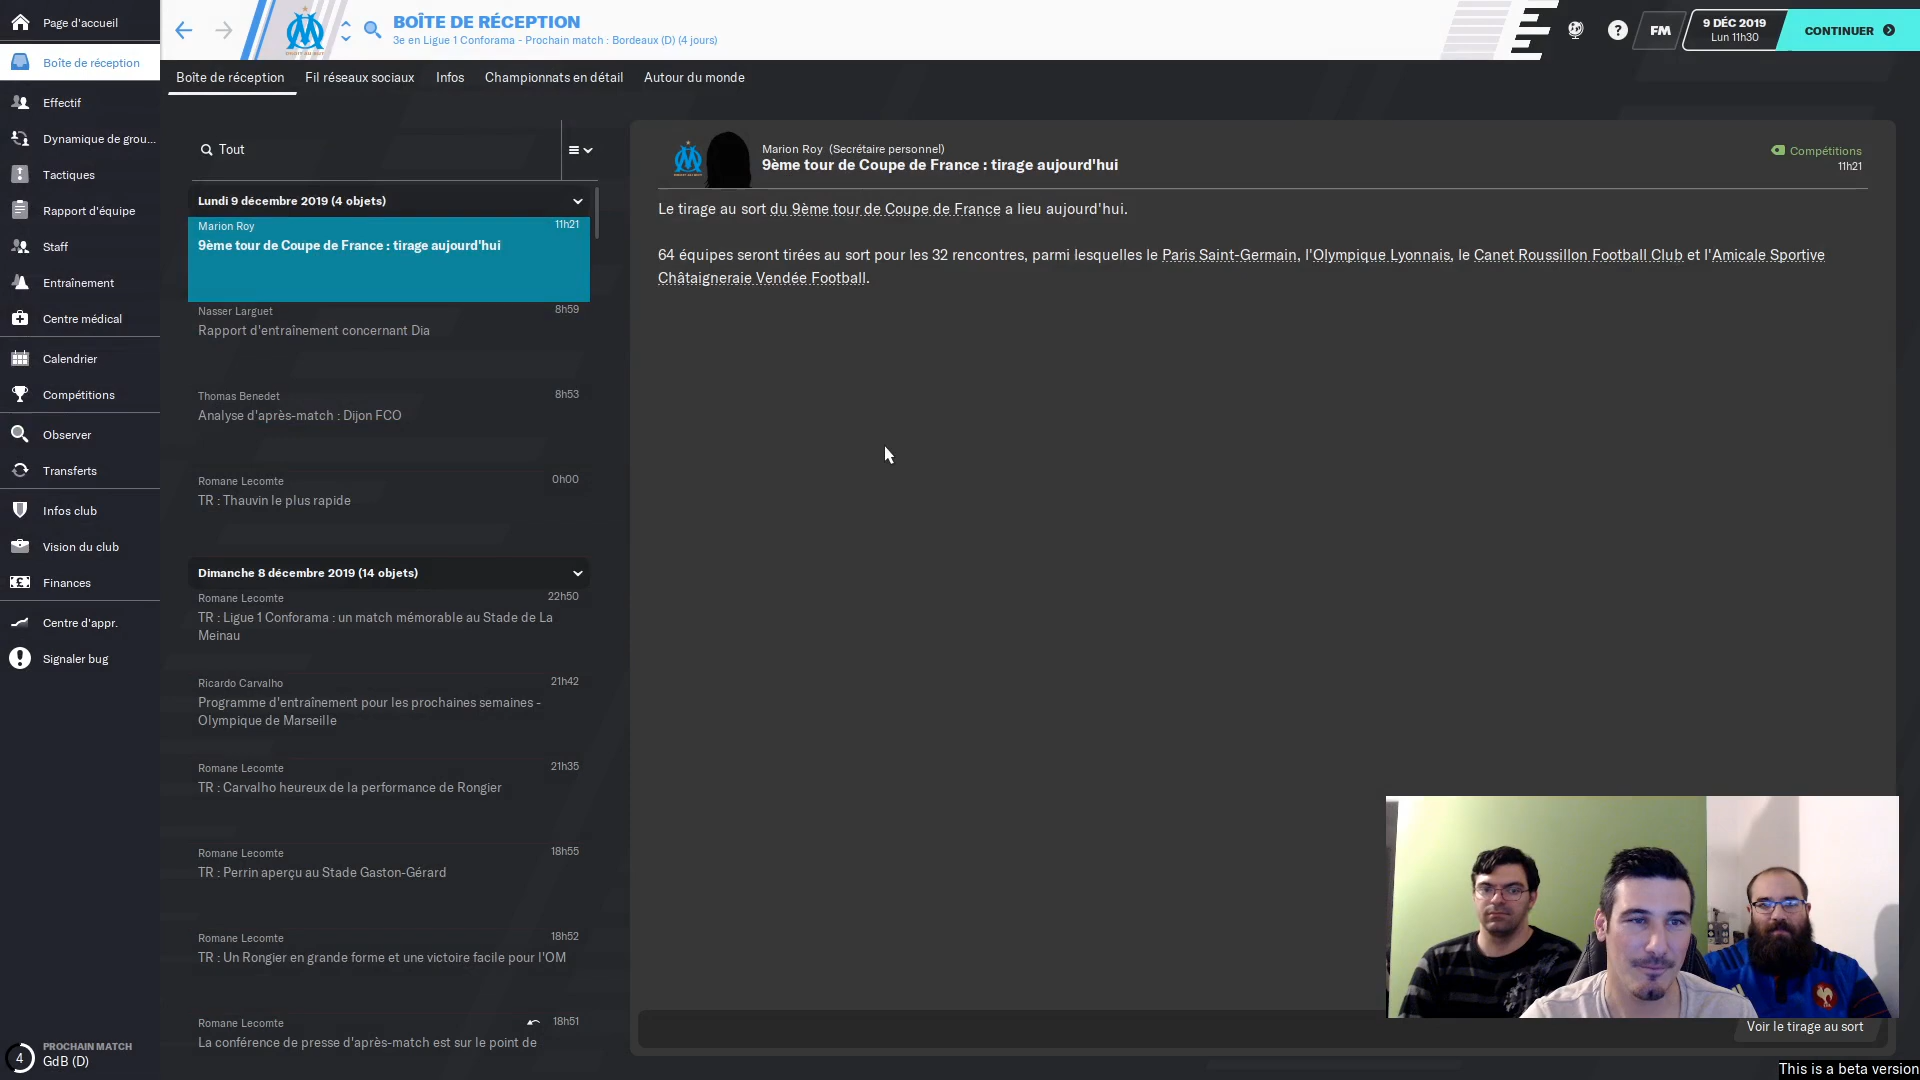 Page d'accueil
Boîte de réception
Effectif
Dynamique de grou...
Tactiques
Rapport d'équipe
Staff
Entraînement
Centre médical
Calendrier
Compétitions
Observer
Transferts
Infos club
Vision du club
Finances
Centre d'appr.
Signaler bug
4
PROCHAIN MATCH
GdB (D)
BOÎTE DE RÉCEPTION
3e en Ligue 1 Conforama - Prochain match : Bordeaux (D) (4 jours)
?
FM
9 DÉC 2019
Lun 11h30
CONTINUER
Boîte de réception Fil réseaux sociaux Infos Championnats en détail Autour du monde
Tout
Lundi 9 décembre 2019 (4 objets)
Marion Roy 11h21
9ème tour de Coupe de France : tirage aujourd'hui
Nasser Larguet 8h59
Rapport d'entraînement concernant Dia
Thomas Benedet 8h53
Analyse d'après-match : Dijon FCO
Romane Lecomte 0h00
TR : Thauvin le plus rapide
Dimanche 8 décembre 2019 (14 objets)
Romane Lecomte 22h50
TR : Ligue 1 Conforama : un match mémorable au Stade de La
Meinau
Ricardo Carvalho 21h42
Programme d'entraînement pour les prochaines semaines -
Olympique de Marseille
Romane Lecomte 21h35
TR : Carvalho heureux de la performance de Rongier
Romane Lecomte 18h55
TR : Perrin aperçu au Stade Gaston-Gérard
Romane Lecomte 18h52
TR : Un Rongier en grande forme et une victoire facile pour l'OM
Romane Lecomte 18h51
La conférence de presse d'après-match est sur le point de
Marion Roy (Secrétaire personnel)
9ème tour de Coupe de France : tirage aujourd'hui
Compétitions
11h21
Le tirage au sort du 9ème tour de Coupe de France a lieu aujourd'hui.
64 équipes seront tirées au sort pour les 32 rencontres, parmi lesquelles le Paris Saint-Germain, l'Olympique Lyonnais, le Canet Roussillon Football Club et l'Amicale Sportive
Châtaigneraie Vendée Football.
Voir le tirage au sort
This is a beta version